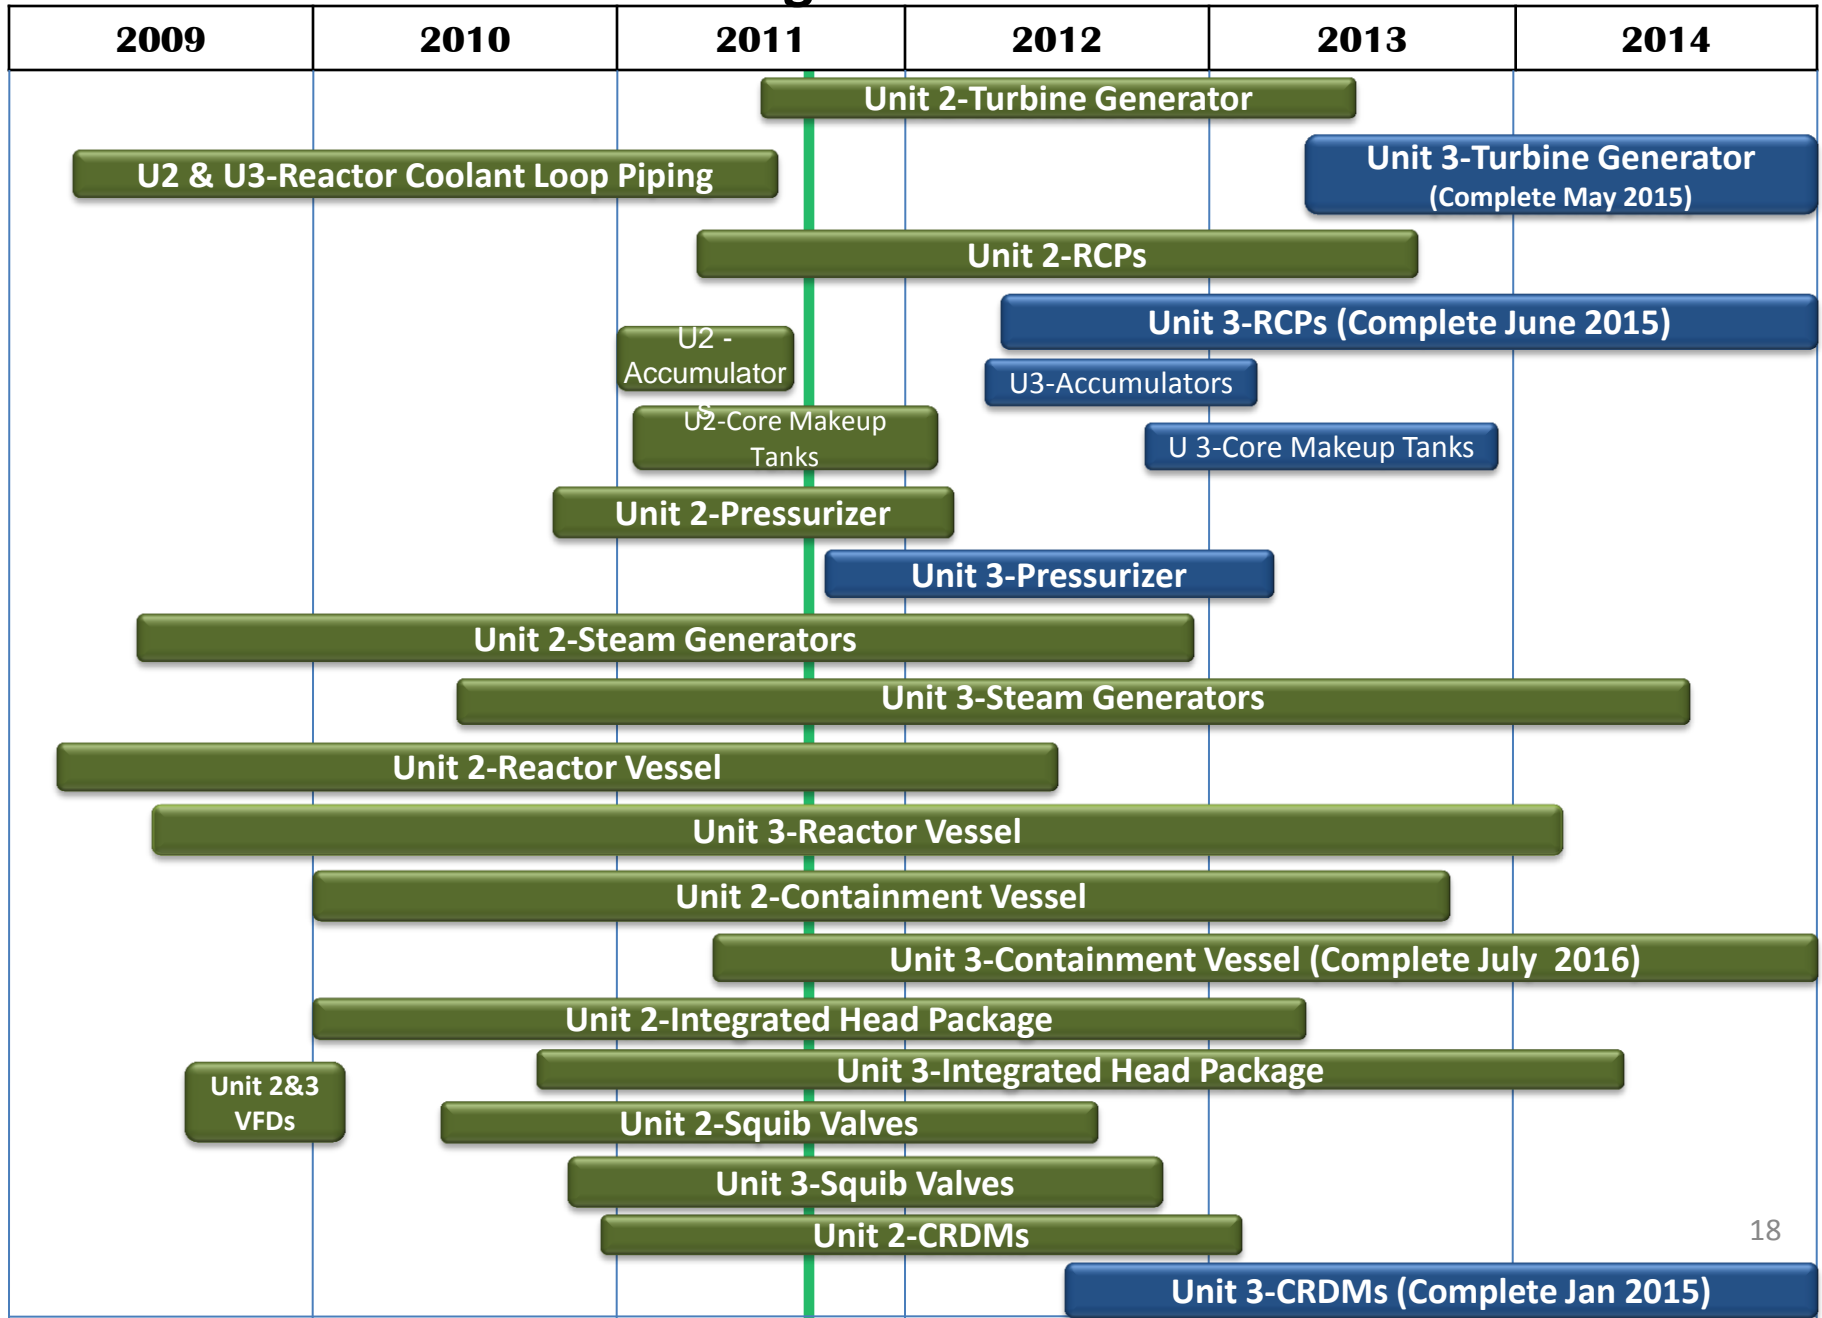 2009 2010 2011 2012 2013 2014
Unit 2-Turbine Generator
Unit 3-Turbine Generator
(Complete May 2015)
U2 & U3-Reactor Coolant Loop Piping
Unit 2-RCPs
Unit 3-RCPs (Complete June 2015)
U2 -
Accumulator
s
U3-Accumulators
U2-Core Makeup
Tanks
U 3-Core Makeup Tanks
Unit 2-Pressurizer
Unit 3-Pressurizer
Unit 2-Steam Generators
Unit 3-Steam Generators
Unit 2-Reactor Vessel
Unit 3-Reactor Vessel
Unit 2-Containment Vessel
Unit 3-Containment Vessel (Complete July 2016)
Unit 2-Integrated Head Package
Unit 3-Integrated Head Package
Unit 2&3
VFDs
Unit 2-Squib Valves
Unit 3-Squib Valves
Unit 2-CRDMs
18
Unit 3-CRDMs (Complete Jan 2015)